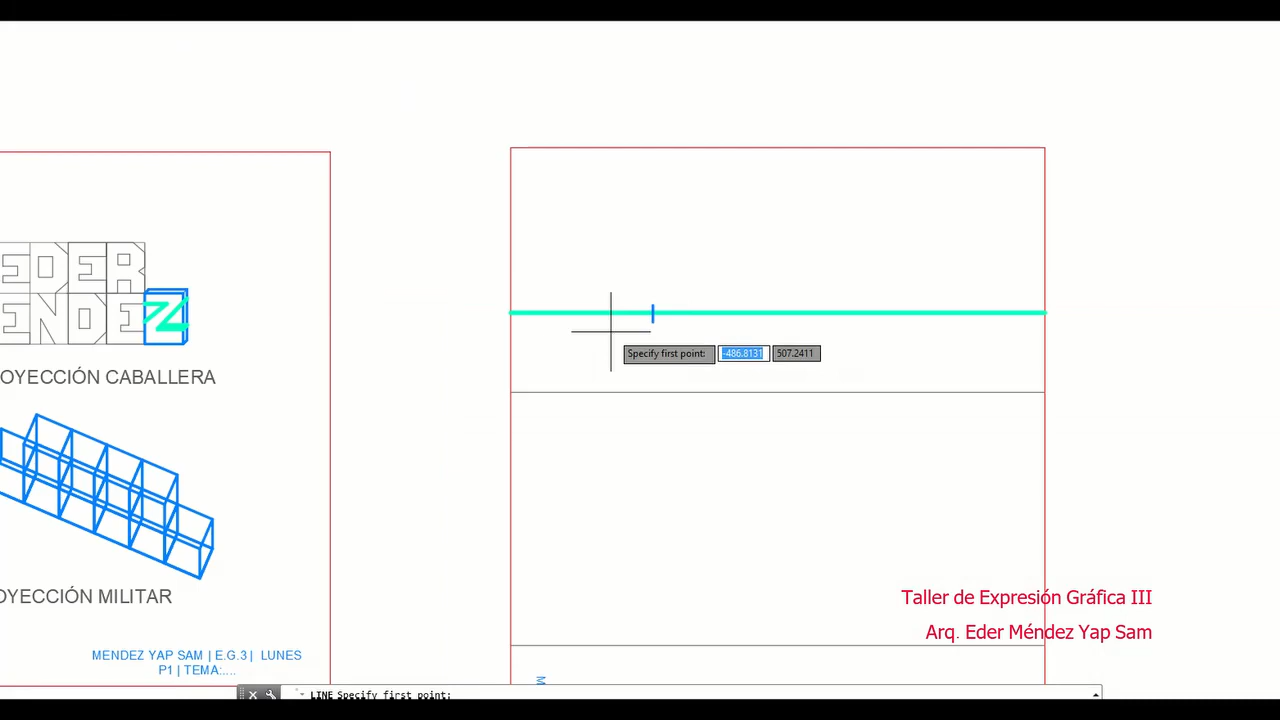 EDER
ENDEZ
OYECCIÓN CABALLERA
Specify first point: -486.8131 507.2411
OYECCIÓN MILITAR
Taller de Expresión Gráfica III
Arq. Eder Méndez Yap Sam
MENDEZ YAP SAM | E.G.3 | LUNES
P1 | TEMA:....
M
LINE Specify first point: